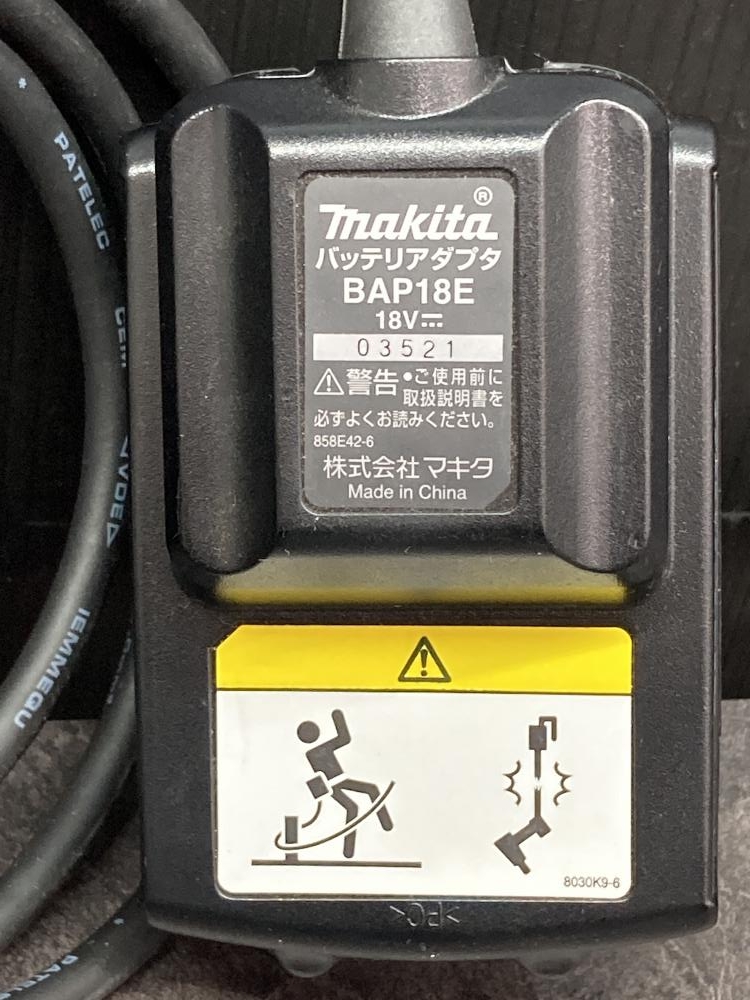 makita®
バッテリアダプタ
BAP18E
18V⎓
03521
⚠警告 •ご使用前に
取扱説明書を
必ずよくお読みください。
858E42-6
株式会社 マキタ
Made in China
8030K9-6
>PC<
PATELEC
VDE
IEMMEQU